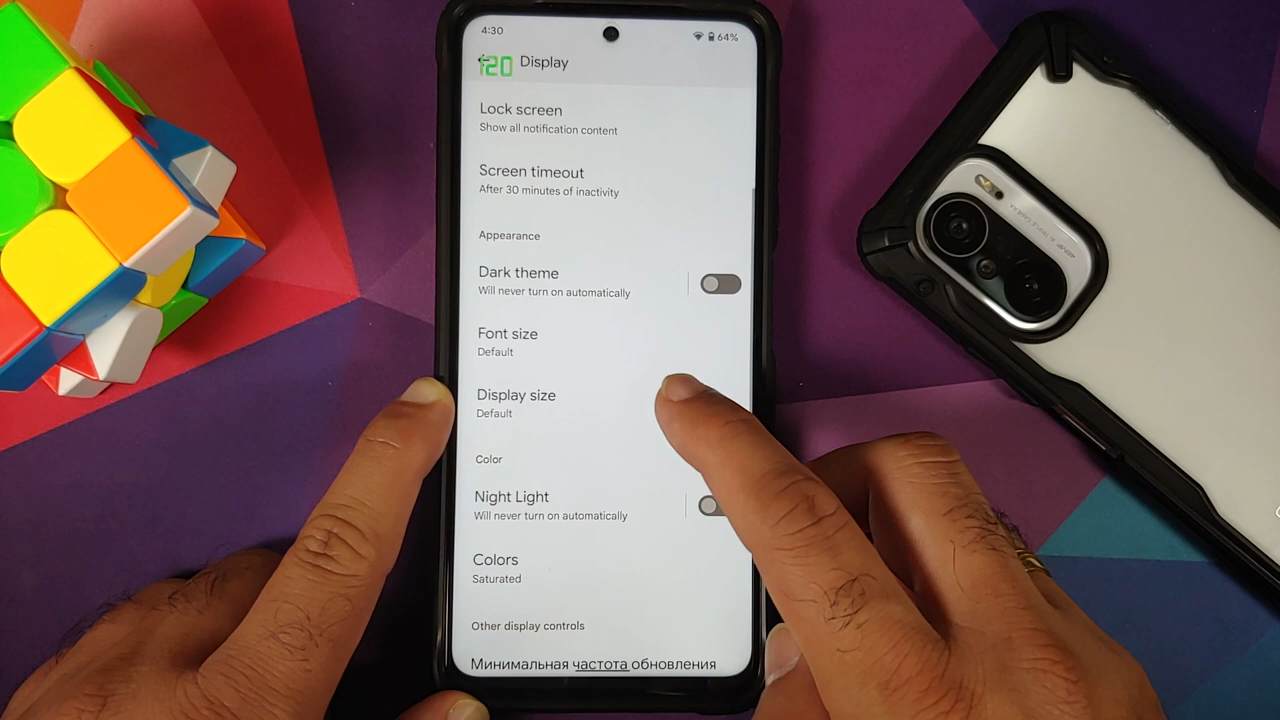 4:30
64%
120
Display
Lock screen
Show all notification content
Screen timeout
After 30 minutes of inactivity
Appearance
Dark theme
Will never turn on automatically
Font size
Default
Display size
Default
Color
Night Light
Will never turn on automatically
Colors
Saturated
Other display controls
Минимальная частота обновления